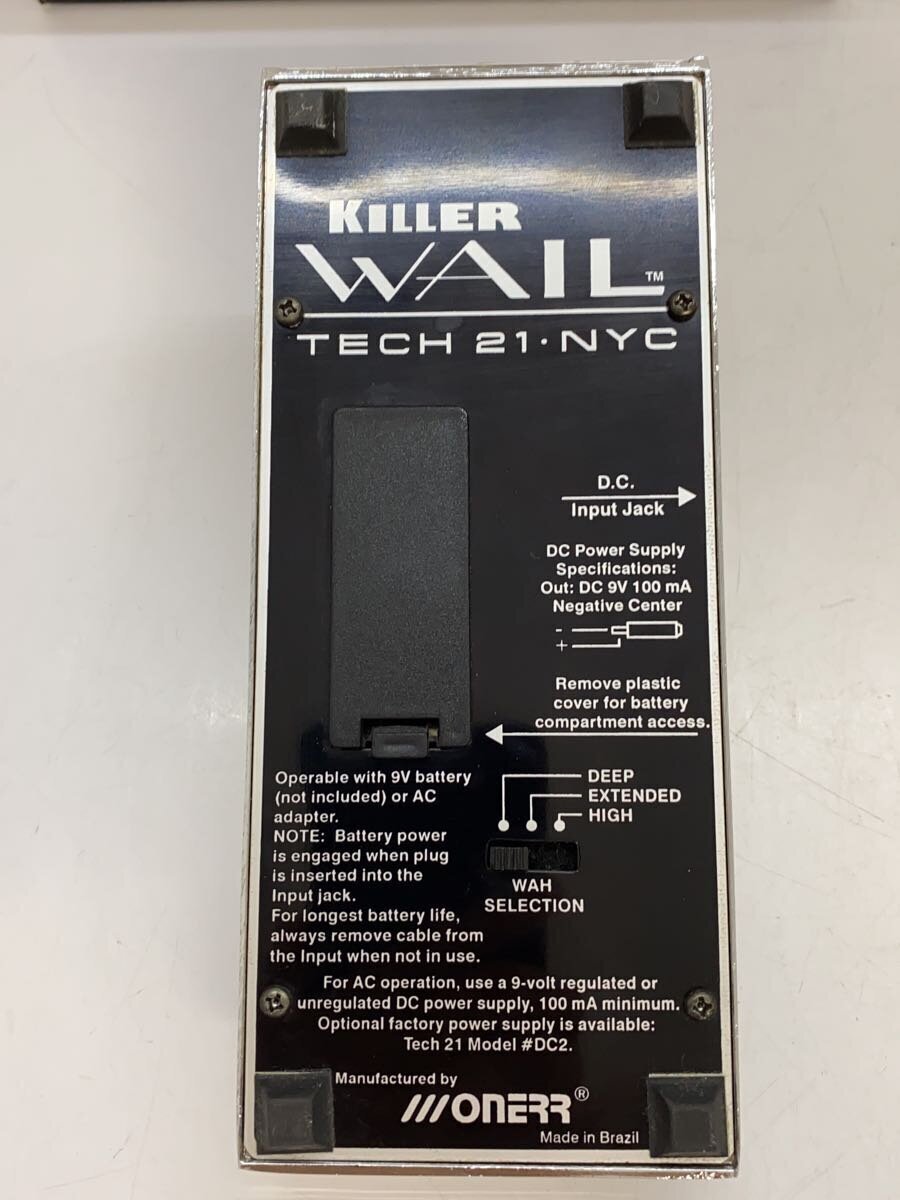 KILLER
WAIL™
TECH 21·NYC
D.C.
Input Jack
DC Power Supply
Specifications:
Out: DC 9V 100 mA
Negative Center
-
+
Remove plastic
cover for battery
compartment access.
Operable with 9V battery
(not included) or AC
adapter.
NOTE: Battery power
is engaged when plug
is inserted into the
Input jack.
For longest battery life,
always remove cable from
the Input when not in use.
DEEP
EXTENDED
HIGH
WAH
SELECTION
For AC operation, use a 9-volt regulated or
unregulated DC power supply, 100 mA minimum.
Optional factory power supply is available:
Tech 21 Model #DC2.
Manufactured by
ONERR®
Made in Brazil